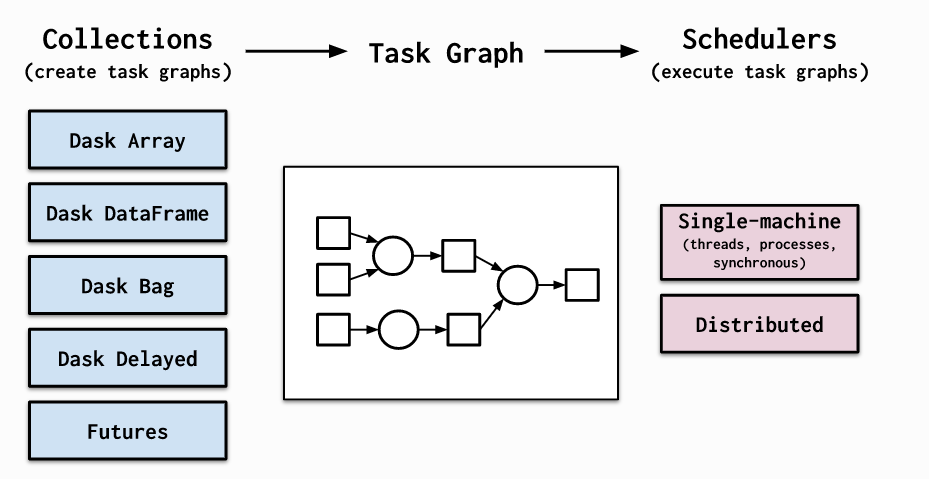 Collections
(create task graphs)
Task Graph
Schedulers
(execute task graphs)
Dask Array
Dask DataFrame
Dask Bag
Dask Delayed
Futures
Single-machine
(threads, processes,
synchronous)
Distributed